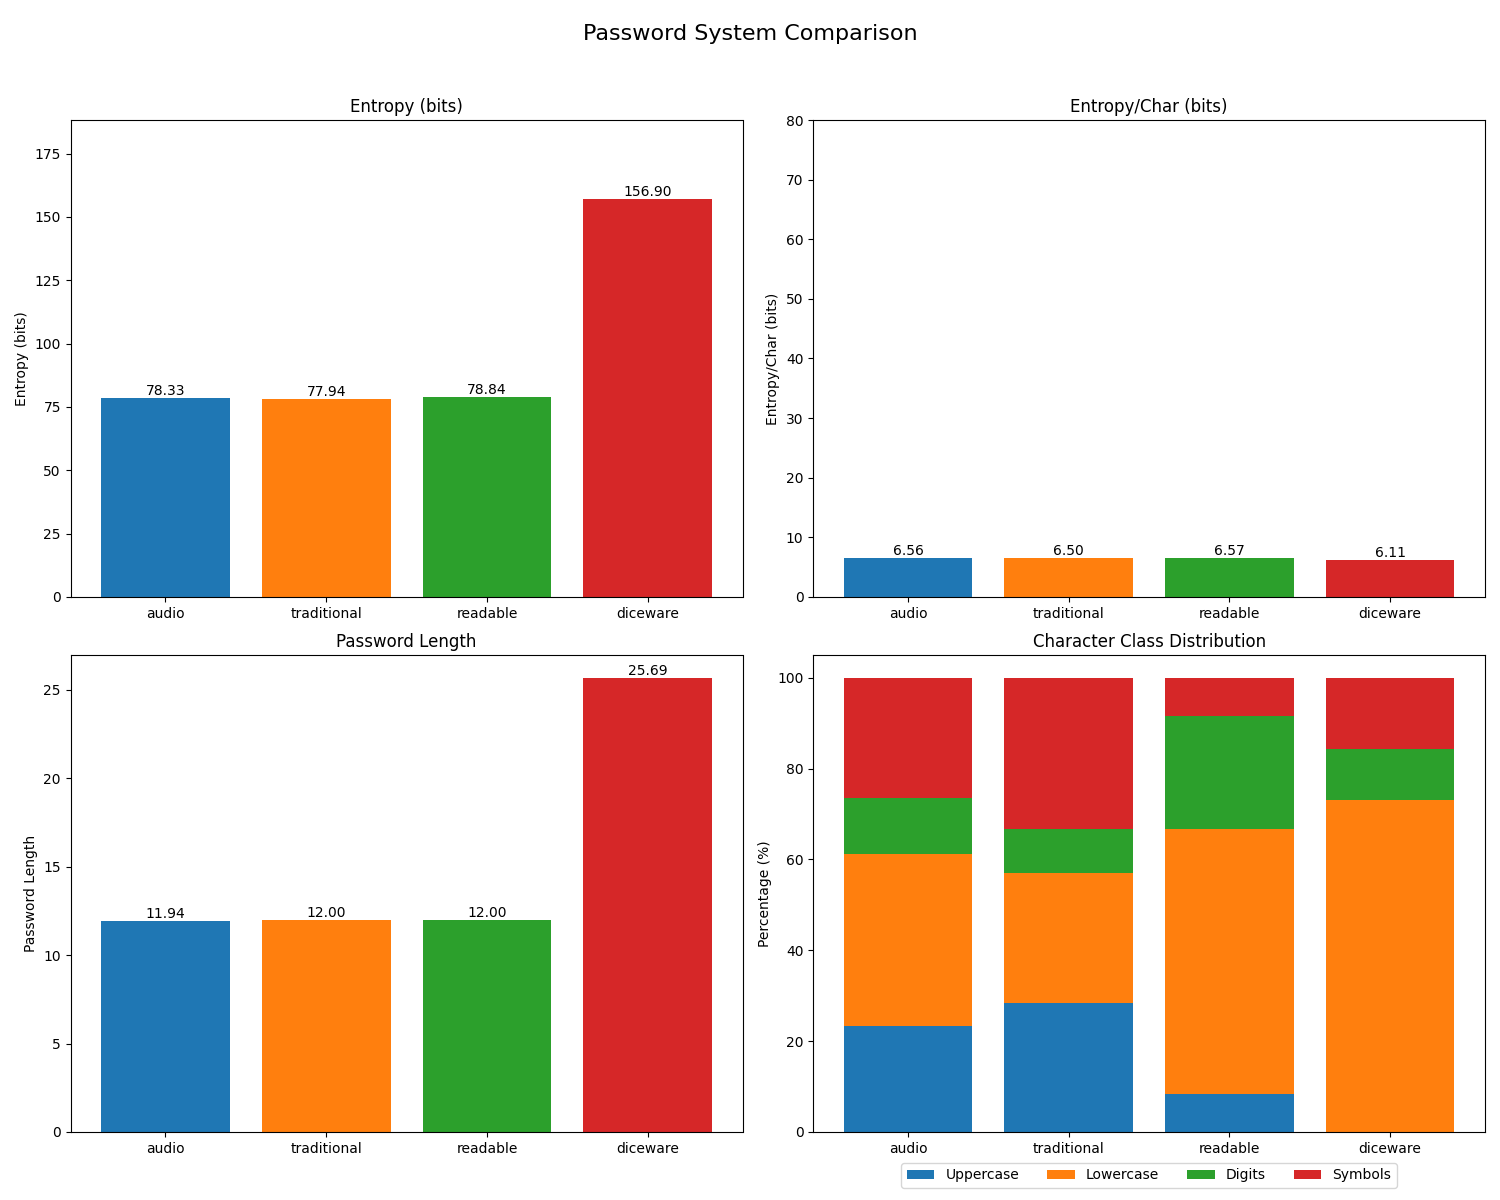 Password System Comparison
Entropy (bits)
175
150
125
100
75
50
25
0
Entropy (bits)
78.33
77.94
78.84
156.90
audio
traditional
readable
diceware
Entropy/Char (bits)
80
70
60
50
40
30
20
10
0
Entropy/Char (bits)
6.56
6.50
6.57
6.11
audio
traditional
readable
diceware
Password Length
25
20
15
10
5
0
Password Length
11.94
12.00
12.00
25.69
audio
traditional
readable
diceware
Character Class Distribution
100
80
60
40
20
0
Percentage (%)
audio
traditional
readable
diceware
Uppercase Lowercase Digits Symbols